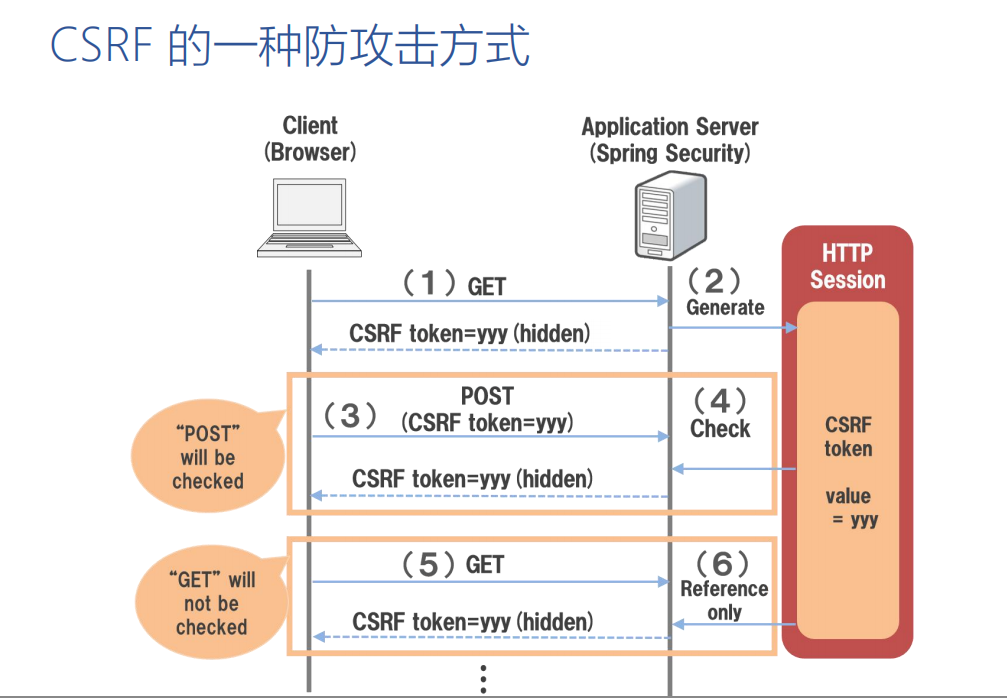 CSRF 的一种防攻击方式
Client
(Browser)
Application Server
(Spring Security)
HTTP
Session
(1) GET
(2)
Generate
CSRF token=yyy (hidden)
“POST”
will be
checked
(3)
POST
(CSRF token=yyy)
(4)
Check
CSRF token=yyy (hidden)
CSRF
token
value
= yyy
“GET” will
not be
checked
(5) GET
(6)
Reference
only
CSRF token=yyy (hidden)